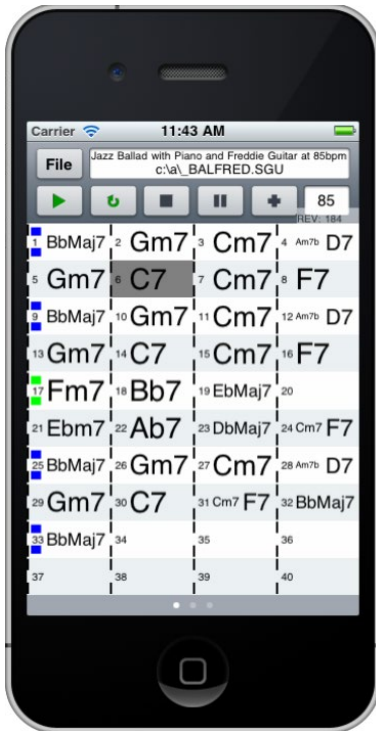 Carrier 11:43 AM
File
Jazz Ballad with Piano and Freddie Guitar at 85bpm
c:\a\_BALFRED.SGU
85
REV: 184
1 BbMaj7 2 Gm7 3 Cm7 4 Am7b D7
5 Gm7 6 C7 7 Cm7 8 F7
9 BbMaj7 10 Gm7 11 Cm7 12 Am7b D7
13 Gm7 14 C7 15 Cm7 16 F7
17 Fm7 18 Bb7 19 EbMaj7 20
21 Ebm7 22 Ab7 23 DbMaj7 24 Cm7 F7
25 BbMaj7 26 Gm7 27 Cm7 28 Am7b D7
29 Gm7 30 C7 31 Cm7 F7 32 BbMaj7
33 BbMaj7 34 35 36
37 38 39 40